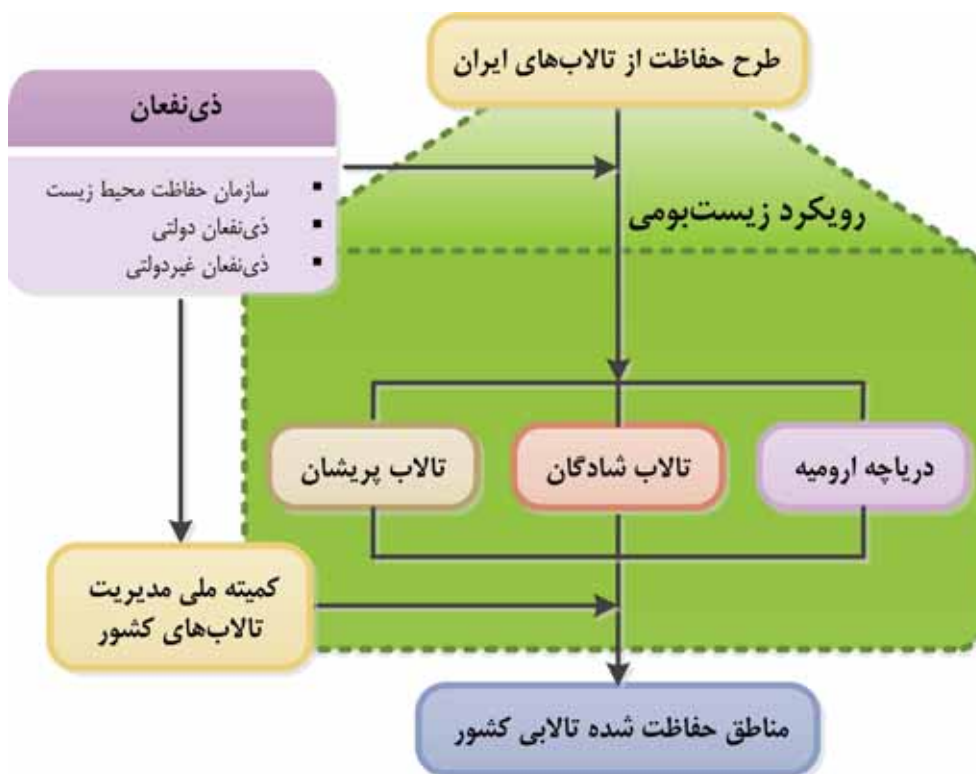 طرح حفاظت از تالاب‌های ایران
ذی‌نفعان
▪ سازمان حفاظت محیط زیست
▪ ذی‌نفعان دولتی
▪ ذی‌نفعان غیردولتی
رویکرد زیست‌بومی
دریاچه ارومیه
تالاب شادگان
تالاب پریشان
کمیته ملی مدیریت
تالاب‌های کشور
مناطق حفاظت شده تالابی کشور